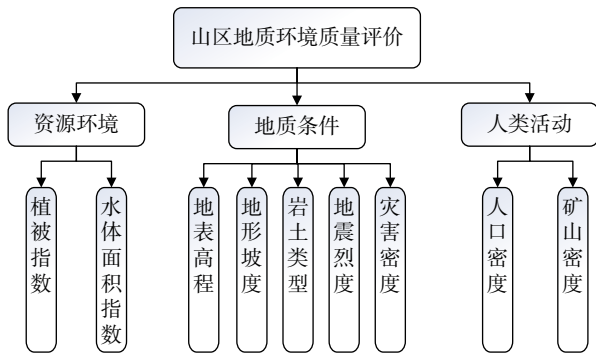 山区地质环境质量评价
资源环境
地质条件
人类活动
植被指数
水体面积指数
地表高程
地形坡度
岩土类型
地震烈度
灾害密度
人口密度
矿山密度